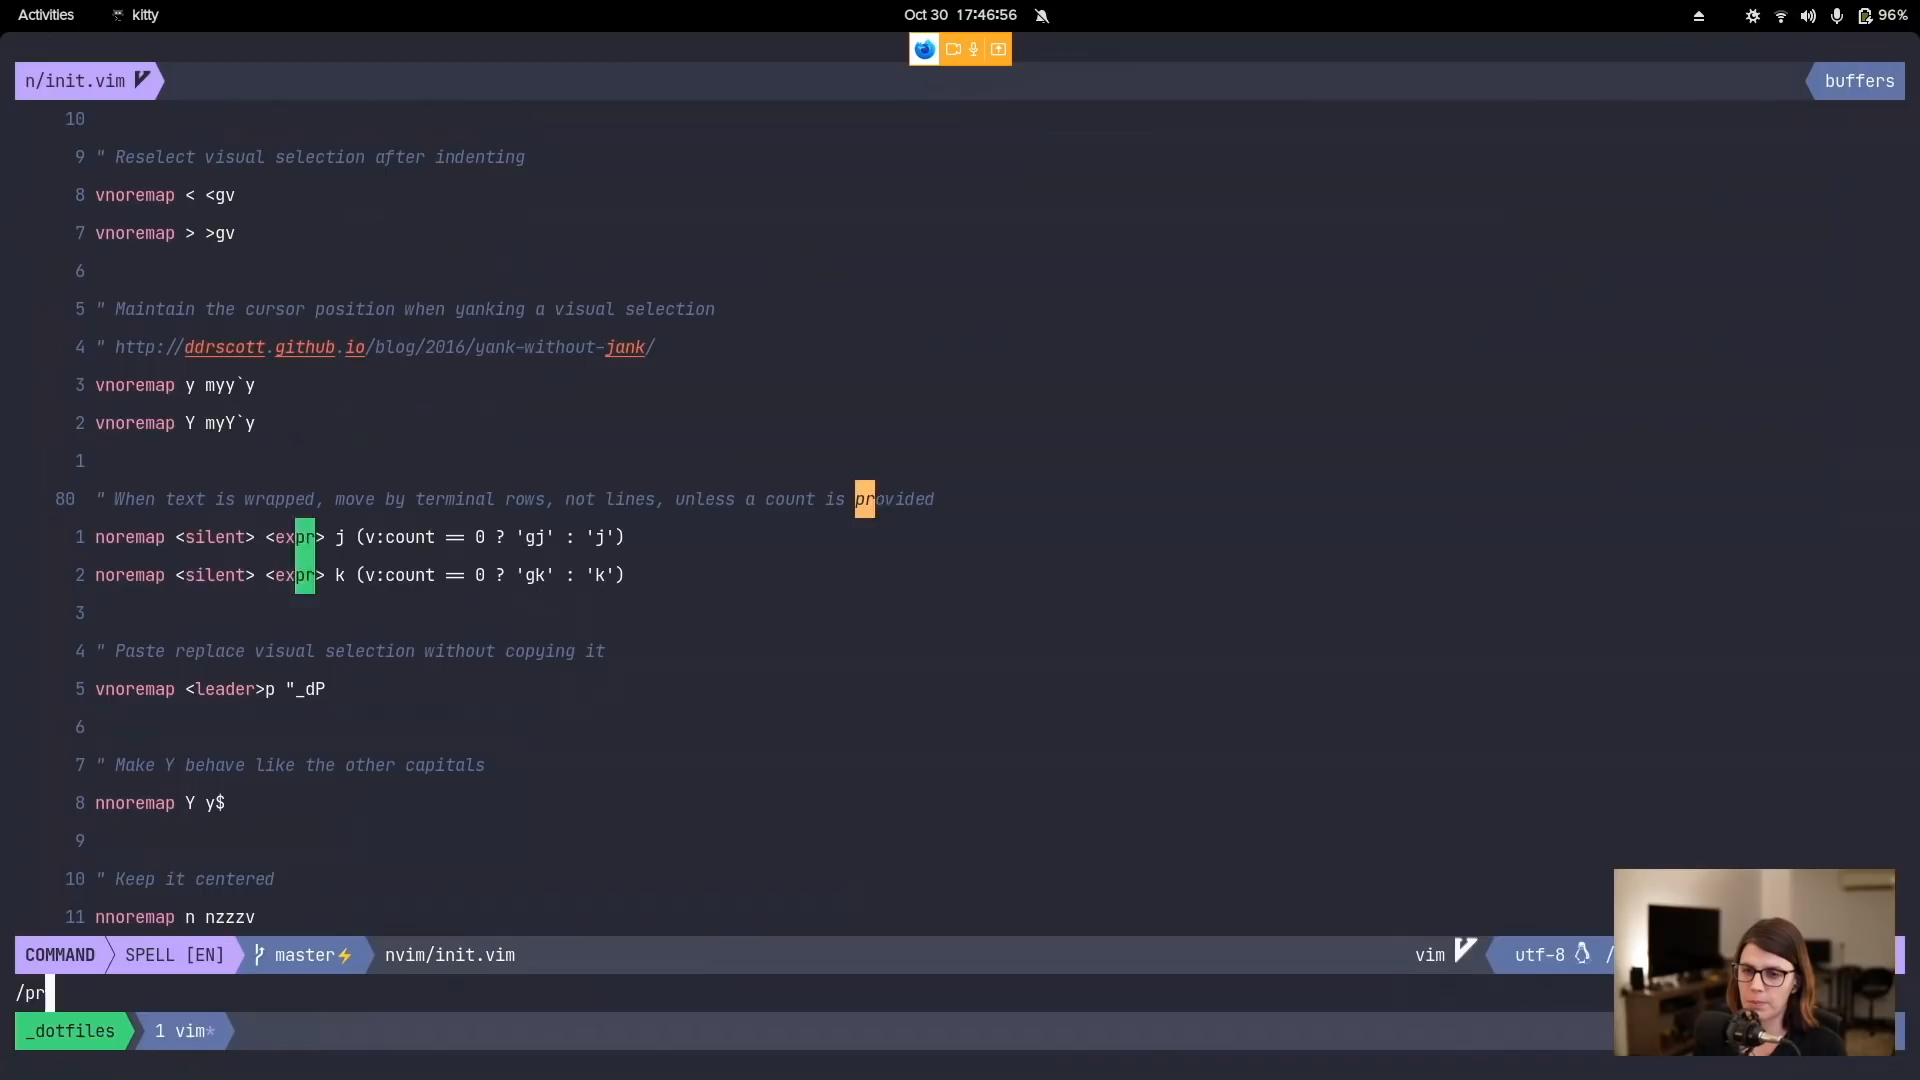 Activities kitty Oct 30 17:46:56 96%
n/init.vim buffers
10
9 " Reselect visual selection after indenting
8 vnoremap < <gv
7 vnoremap > >gv
6
5 " Maintain the cursor position when yanking a visual selection
4 " http://ddrscott.github.io/blog/2016/yank-without-jank/
3 vnoremap y myy`y
2 vnoremap Y myY`y
1
80 " When text is wrapped, move by terminal rows, not lines, unless a count is provided
1 noremap <silent> <expr> j (v:count == 0 ? 'gj' : 'j')
2 noremap <silent> <expr> k (v:count == 0 ? 'gk' : 'k')
3
4 " Paste replace visual selection without copying it
5 vnoremap <leader>p "_dP
6
7 " Make Y behave like the other capitals
8 nnoremap Y y$
9
10 " Keep it centered
11 nnoremap n nzzzv
COMMAND SPELL [EN] master⚡ nvim/init.vim vim utf-8 /
/pr
_dotfiles 1 vim*